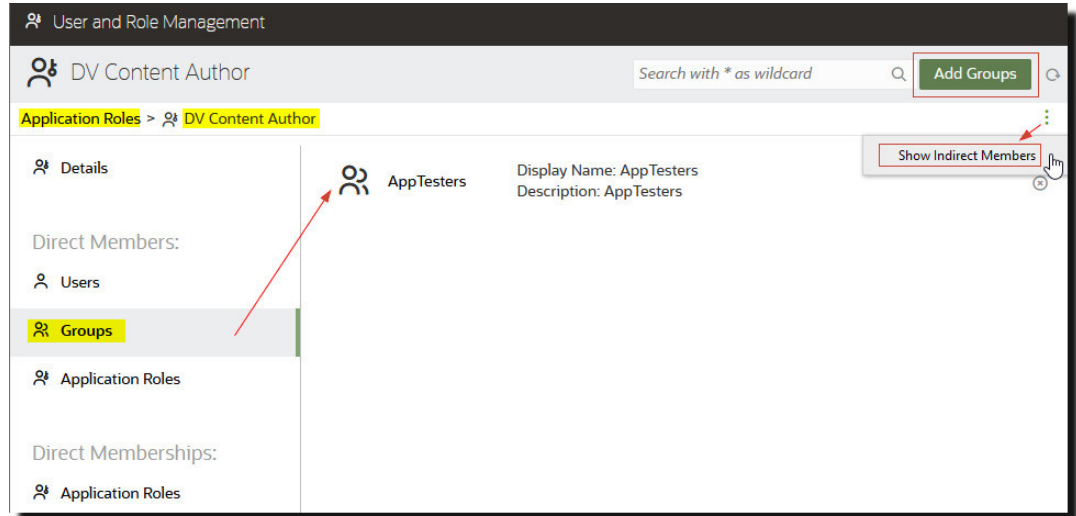 User and Role Management
DV Content Author
Search with * as wildcard
Add Groups
Application Roles > DV Content Author
Show Indirect Members
Details
AppTesters
Display Name: AppTesters
Description: AppTesters
Direct Members:
Users
Groups
Application Roles
Direct Memberships:
Application Roles